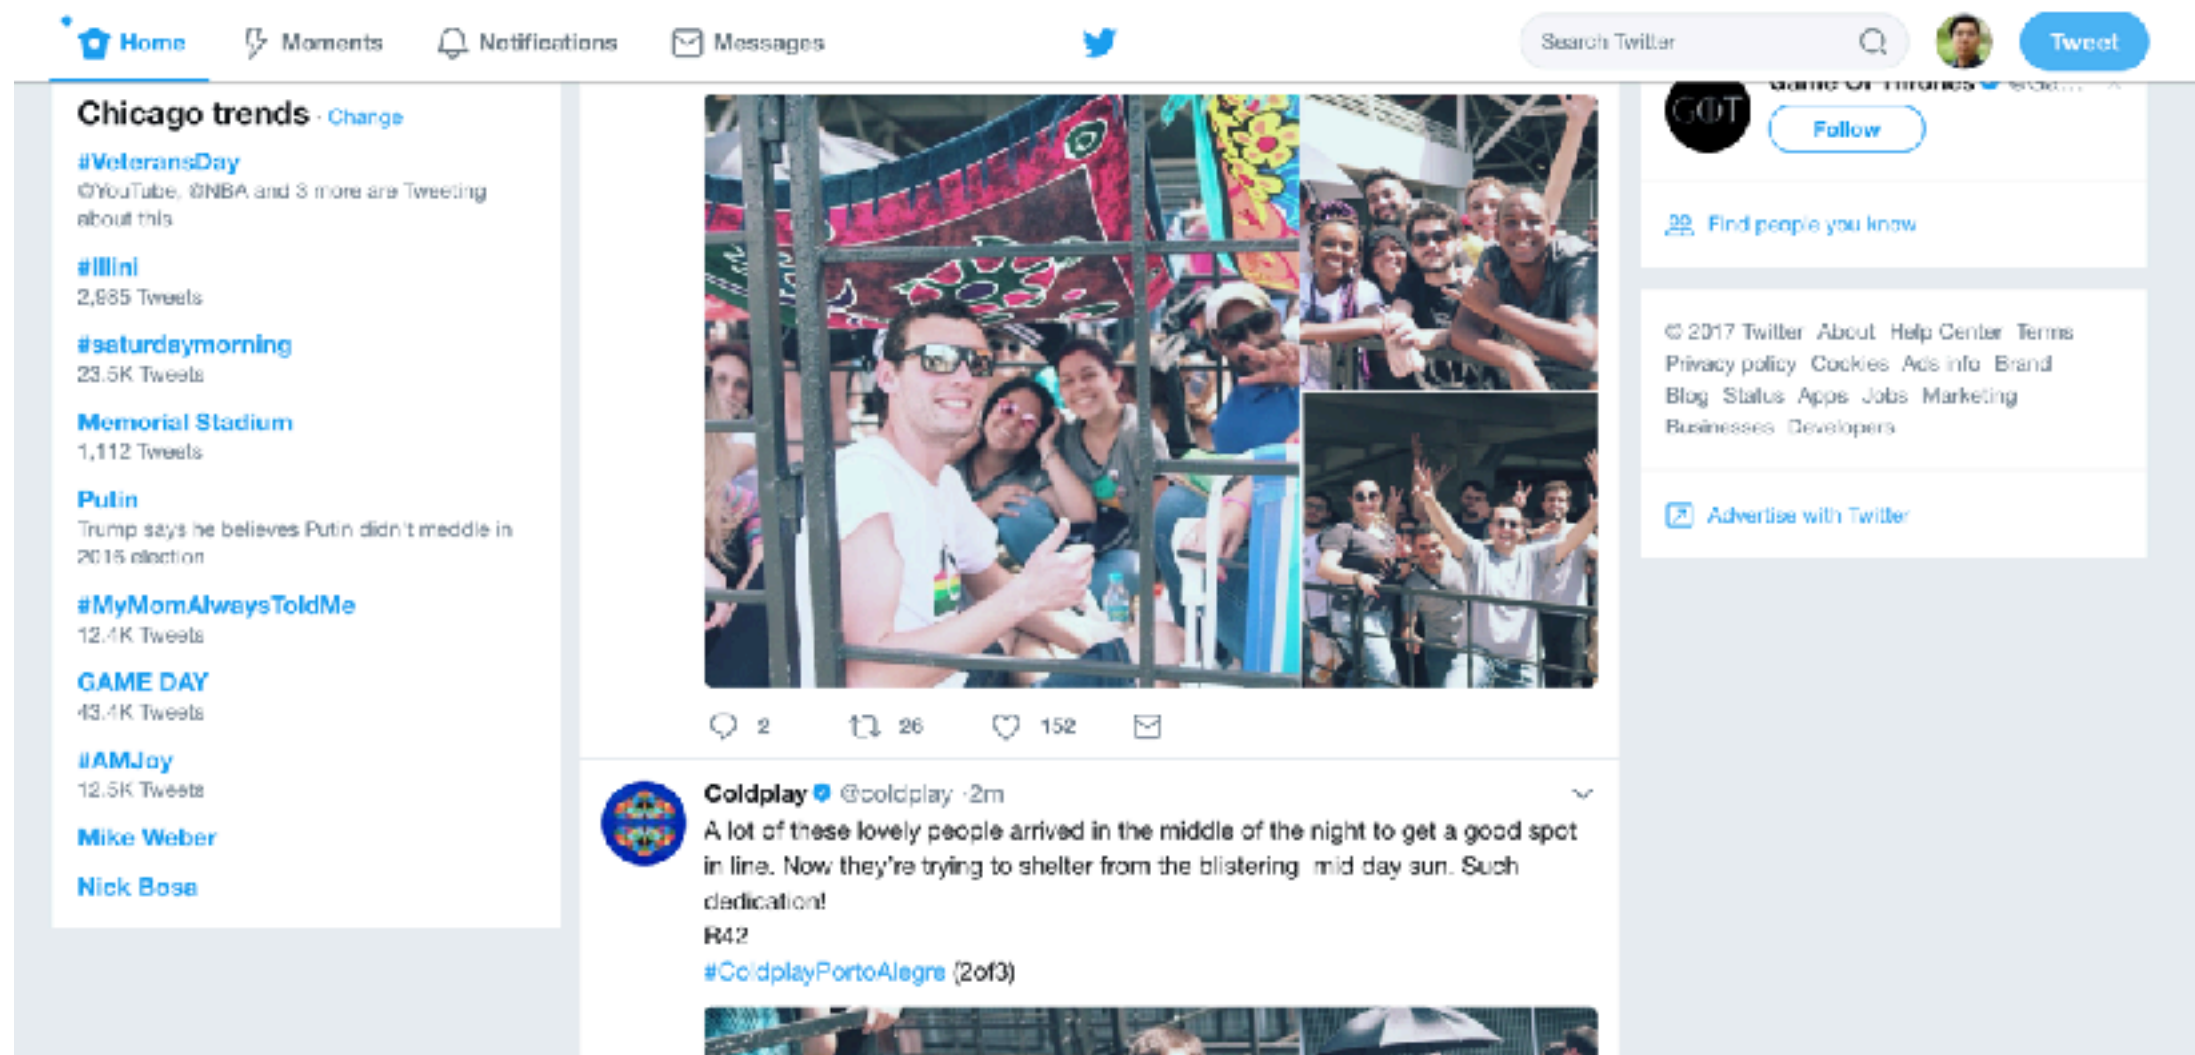 Home
Moments
Notifications
Messages
Search Twitter
Tweet
Chicago trends · Change
#VeteransDay
@YouTube, @NBA and 3 more are Tweeting
about this
#Illini
2,985 Tweets
#saturdaymorning
23.5K Tweets
Memorial Stadium
1,112 Tweets
Putin
Trump says he believes Putin didn't meddle in
2016 election
#MyMomAlwaysToldMe
12.4K Tweets
GAME DAY
43.4K Tweets
#AMJoy
12.5K Tweets
Mike Weber
Nick Bosa
2 26 152
Coldplay @coldplay ·2m
A lot of these lovely people arrived in the middle of the night to get a good spot
in line. Now they're trying to shelter from the blistering mid day sun. Such
dedication!
R42
#ColdplayPortoAlegre (2of3)
GOT
Game Of Thrones @Ga...
Follow
Find people you know
© 2017 Twitter About Help Center Terms
Privacy policy Cookies Ads info Brand
Blog Status Apps Jobs Marketing
Businesses Developers
Advertise with Twitter